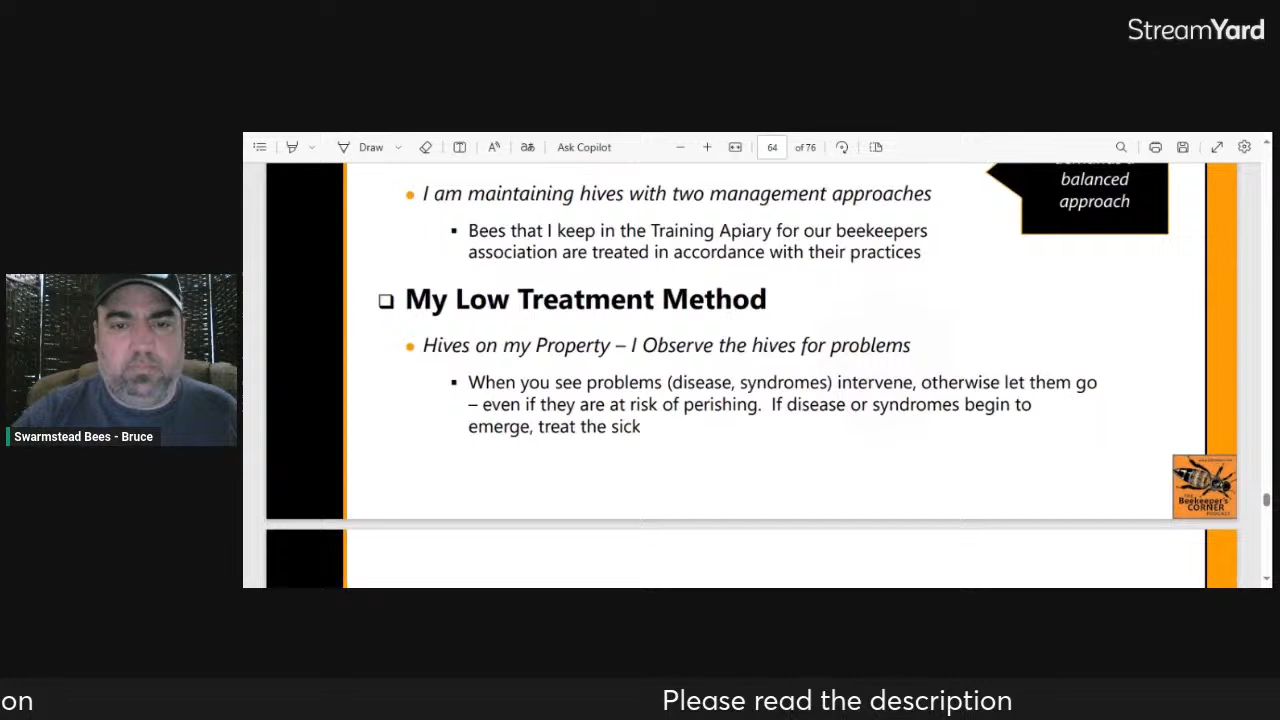 StreamYard
Draw
Ask Copilot
64
of 76
balanced
approach
I am maintaining hives with two management approaches
Bees that I keep in the Training Apiary for our beekeepers
association are treated in accordance with their practices
My Low Treatment Method
Hives on my Property – I Observe the hives for problems
When you see problems (disease, syndromes) intervene, otherwise let them go
– even if they are at risk of perishing. If disease or syndromes begin to
emerge, treat the sick
Swarmstead Bees - Bruce
THE
Beekeeper's
CORNER
PODCAST
on
Please read the description